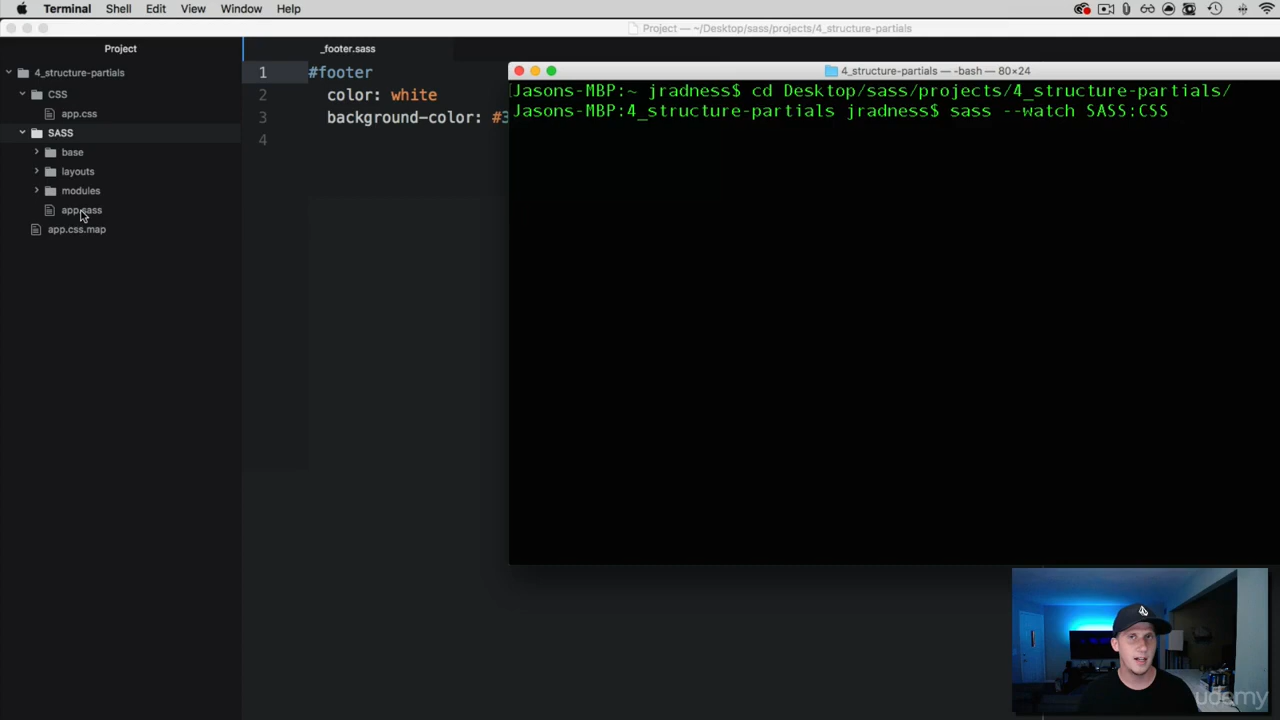 Terminal Shell Edit View Window Help
Project — ~/Desktop/sass/projects/4_structure-partials
Project
_footer.sass
4_structure-partials
CSS
app.css
SASS
base
layouts
modules
app.sass
app.css.map
1 #footer
2 color: white
3 background-color: #3
4
4_structure-partials — -bash — 80×24
Jasons-MBP:~ jradness$ cd Desktop/sass/projects/4_structure-partials/
Jasons-MBP:4_structure-partials jradness$ sass --watch SASS:CSS
udemy